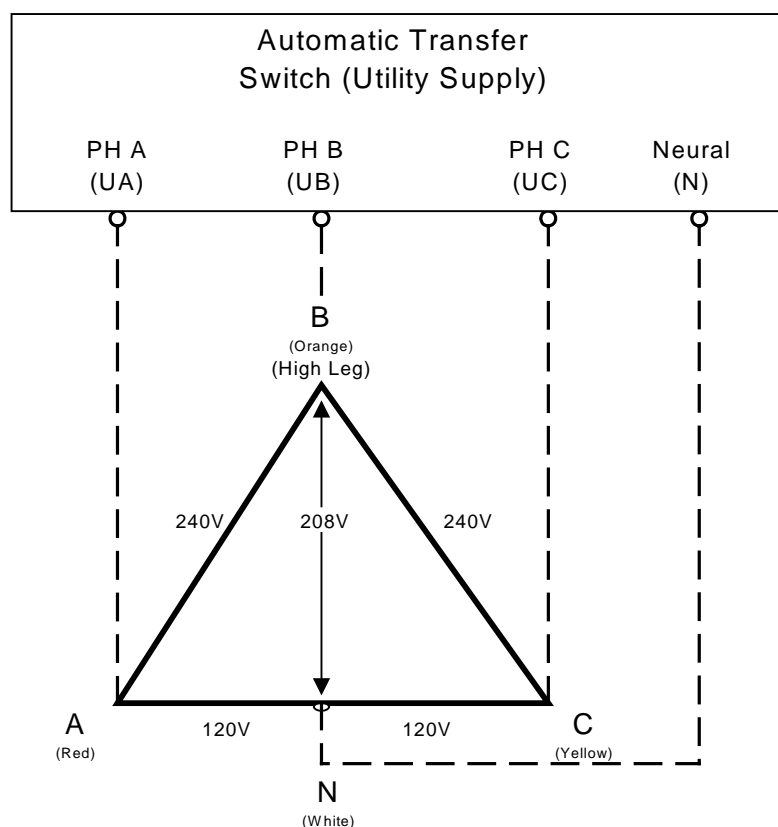 Automatic Transfer
Switch (Utility Supply)
PH A
(UA)
PH B
(UB)
PH C
(UC)
Neural
(N)
B
(Orange)
(High Leg)
240V
208V
240V
A
(Red)
120V
120V
C
(Yellow)
N
(White)